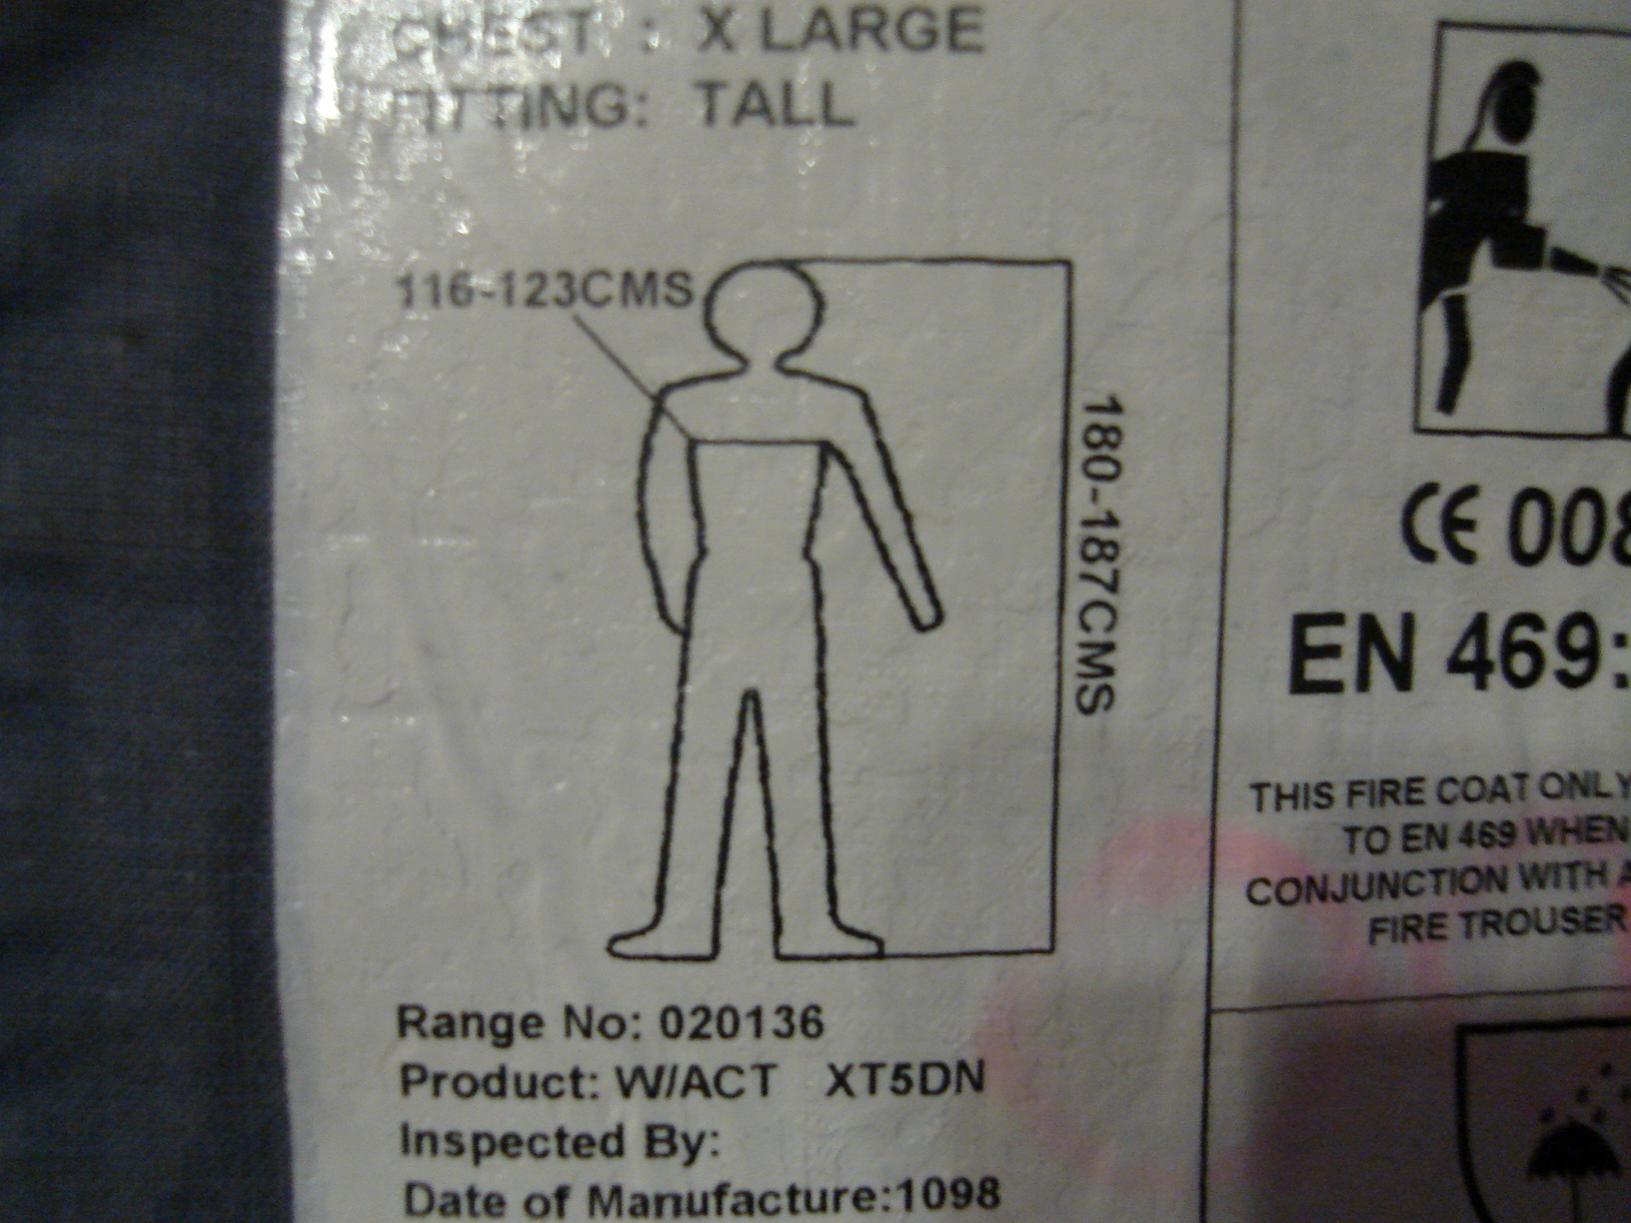 CHEST : X LARGE
FITTING: TALL
116-123CMS
180-187CMS
Range No: 020136
Product: W/ACT XT5DN
Inspected By:
Date of Manufacture:1098
CE 008
EN 469:
THIS FIRE COAT ONLY
TO EN 469 WHEN
CONJUNCTION WITH A
FIRE TROUSER